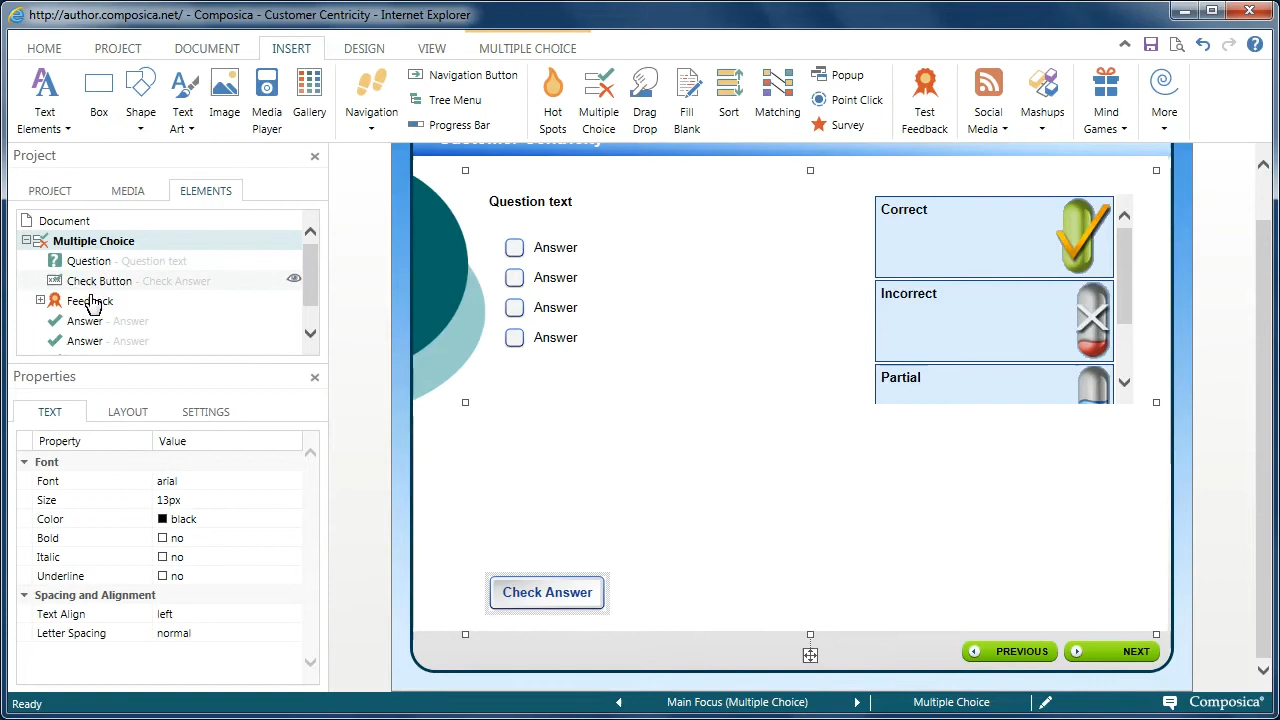 http://author.composica.net/ - Composica - Customer Centricity - Internet Explorer
HOME PROJECT DOCUMENT INSERT DESIGN VIEW MULTIPLE CHOICE
Text Elements
Box
Shape
Text Art
Image
Media Player
Gallery
Navigation
Navigation Button
Tree Menu
Progress Bar
Hot Spots
Multiple Choice
Drag Drop
Fill Blank
Sort
Matching
Popup
Point Click
Survey
Test Feedback
Social Media
Mashups
Mind Games
More
Project
PROJECT MEDIA ELEMENTS
Document
Multiple Choice
Question - Question text
Check Button - Check Answer
Feedback
Answer - Answer
Answer - Answer
Properties
TEXT LAYOUT SETTINGS
Property Value
Font
Font arial
Size 13px
Color black
Bold no
Italic no
Underline no
Spacing and Alignment
Text Align left
Letter Spacing normal
Customer Centricity
Question text
Answer
Answer
Answer
Answer
Correct
Incorrect
Partial
Check Answer
PREVIOUS NEXT
Ready
Main Focus (Multiple Choice)
Multiple Choice
Composica